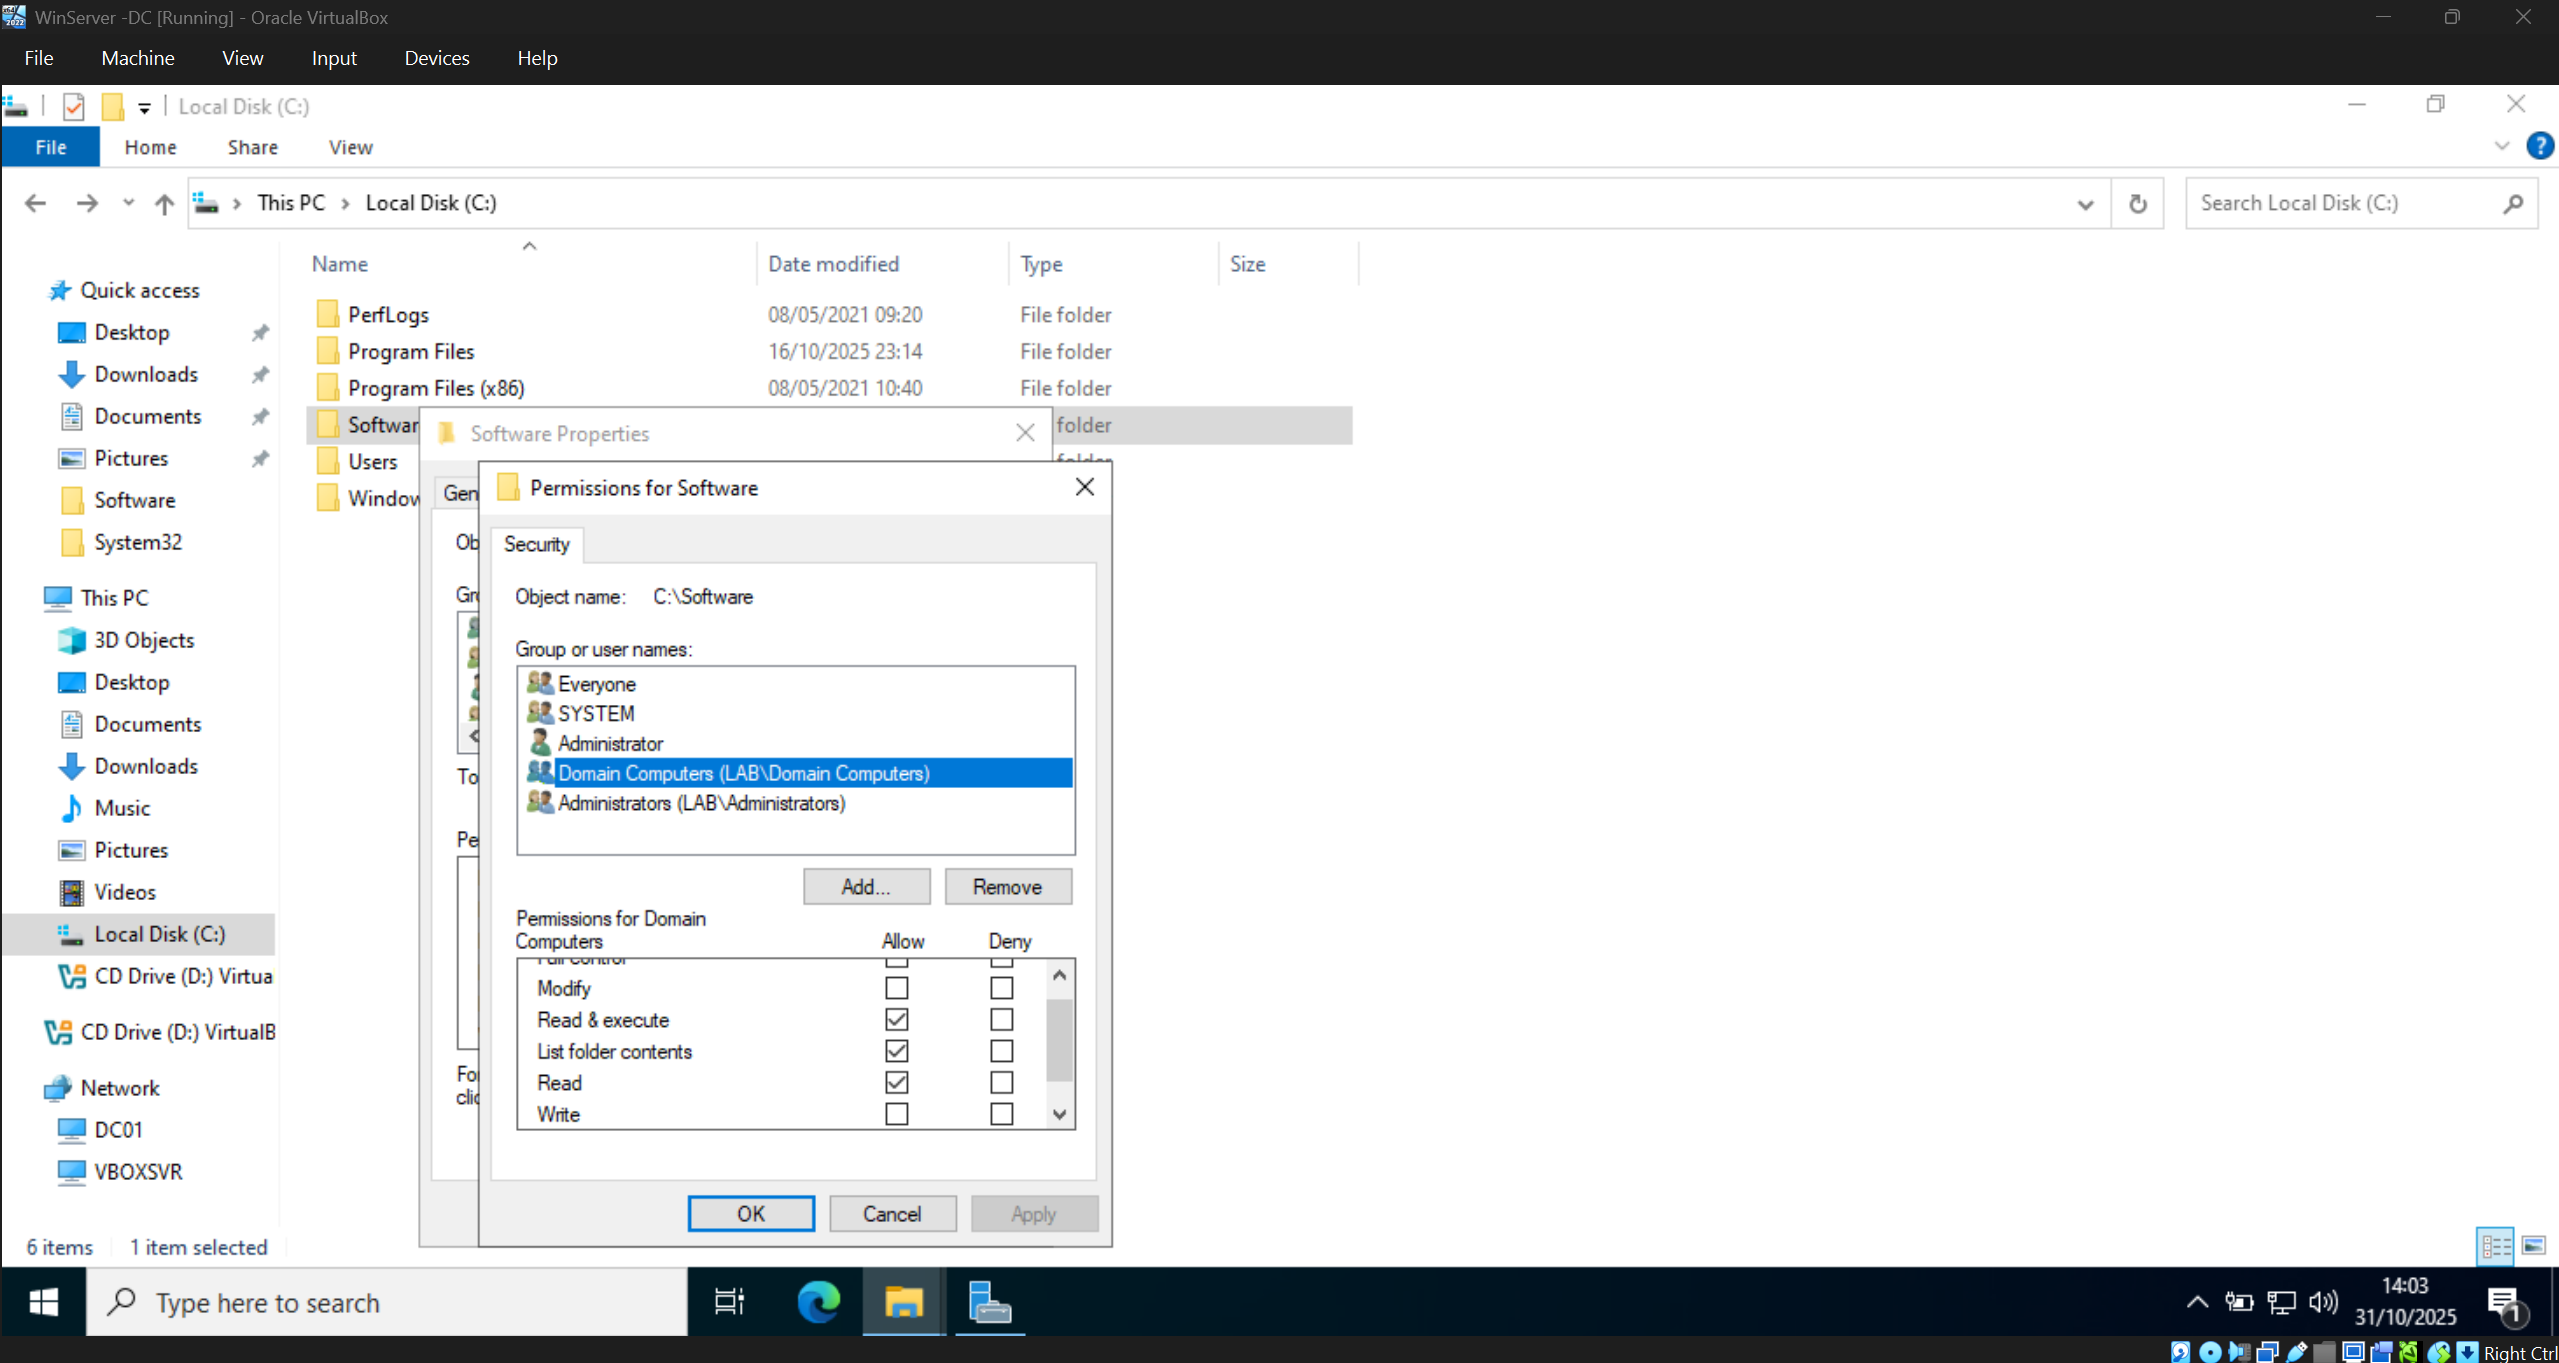 WinServer -DC [Running] - Oracle VirtualBox
File Machine View Input Devices Help
Local Disk (C:)
File Home Share View
This PC Local Disk (C:)
Search Local Disk (C:)
Name Date modified Type Size
Quick access
Desktop
Downloads
Documents
Pictures
Software
System32
This PC
3D Objects
Desktop
Documents
Downloads
Music
Pictures
Videos
Local Disk (C:)
CD Drive (D:) Virtua
CD Drive (D:) VirtualB
Network
DC01
VBOXSVR
PerfLogs 08/05/2021 09:20 File folder
Program Files 16/10/2025 23:14 File folder
Program Files (x86) 08/05/2021 10:40 File folder
Softwar folder
Users folder
Window
Software Properties
Gen
Ob
Gro
To
Pe
For
clic
Permissions for Software
Security
Object name: C:\Software
Group or user names:
Everyone
SYSTEM
Administrator
Domain Computers (LAB\Domain Computers)
Administrators (LAB\Administrators)
Add... Remove
Permissions for Domain
Computers Allow Deny
Full control
Modify
Read & execute
List folder contents
Read
Write
OK Cancel Apply
6 items 1 item selected
Type here to search
14:03
31/10/2025
1
Right Ctrl